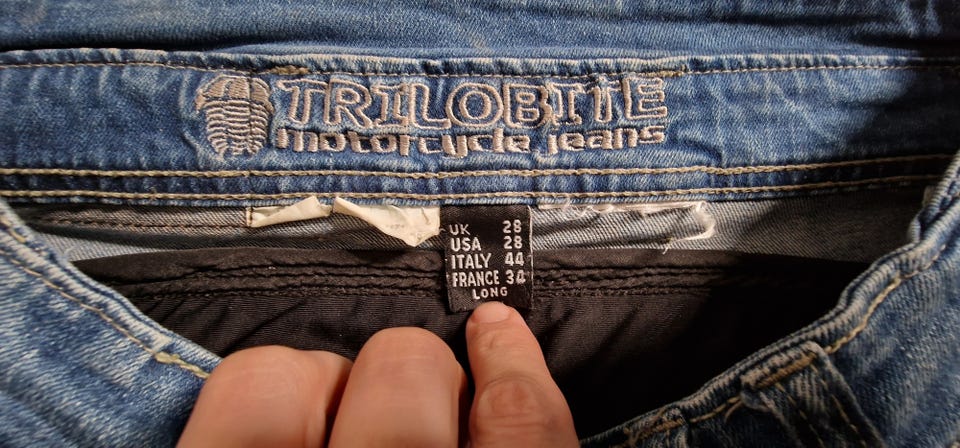 TRILOBITE
motorcycle jeans
UK 28
USA 28
ITALY 44
FRANCE 34
LONG